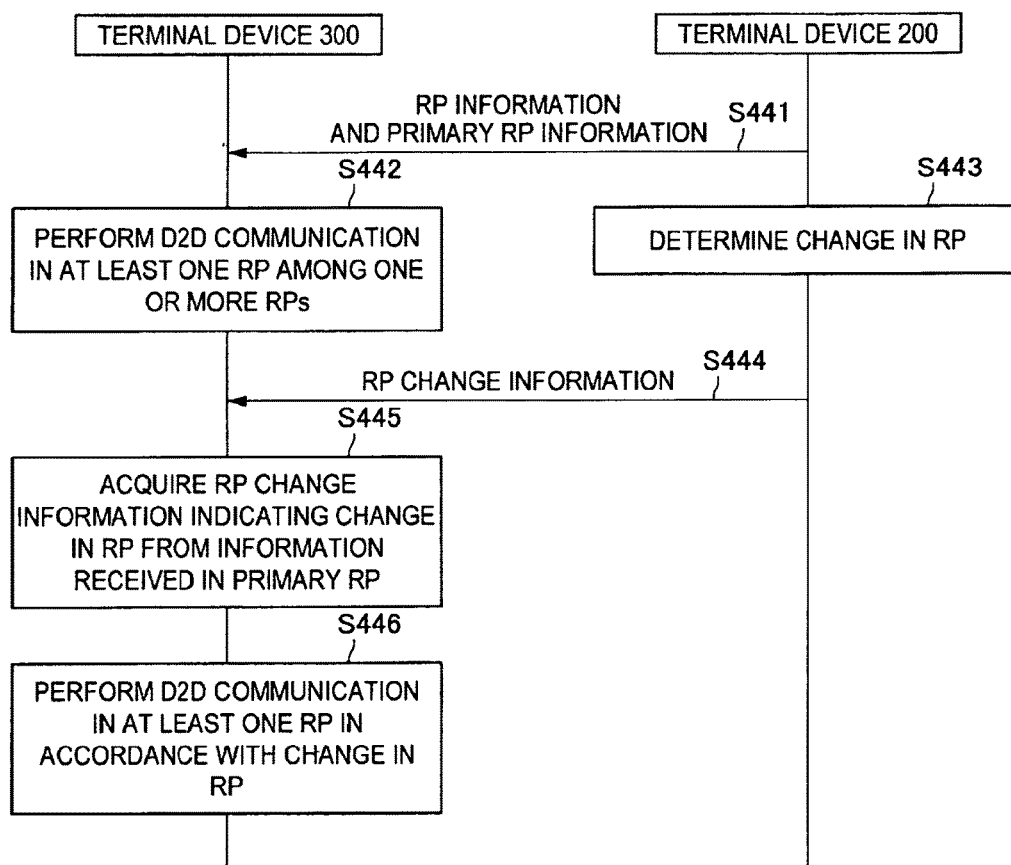 TERMINAL DEVICE 300
TERMINAL DEVICE 200
RP INFORMATION
AND PRIMARY RP INFORMATION
S441
S442
S443
PERFORM D2D COMMUNICATION
IN AT LEAST ONE RP AMONG ONE
OR MORE RPs
DETERMINE CHANGE IN RP
RP CHANGE INFORMATION
S444
S445
ACQUIRE RP CHANGE
INFORMATION INDICATING CHANGE
IN RP FROM INFORMATION
RECEIVED IN PRIMARY RP
S446
PERFORM D2D COMMUNICATION
IN AT LEAST ONE RP IN
ACCORDANCE WITH CHANGE IN
RP